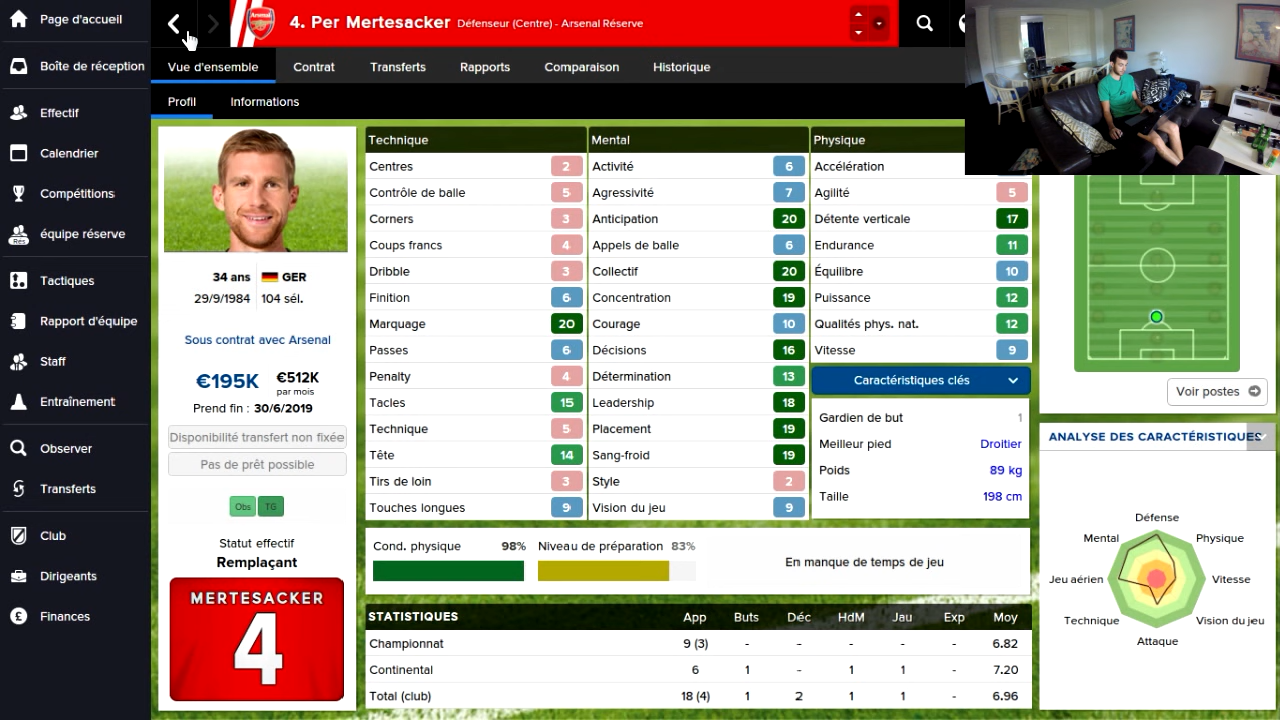 Page d'accueil
Boîte de réception
Effectif
Calendrier
Compétitions
équipe réserve
Tactiques
Rapport d'équipe
Staff
Entraînement
Observer
Transferts
Club
Dirigeants
Finances
4. Per Mertesacker Défenseur (Centre) - Arsenal Réserve
Vue d'ensemble Contrat Transferts Rapports Comparaison Historique
Profil Informations
34 ans GER
29/9/1984 104 sél.
Sous contrat avec Arsenal
€195K €512K
par mois
Prend fin : 30/6/2019
Disponibilité transfert non fixée
Pas de prêt possible
Obs TG
Statut effectif
Remplaçant
MERTESACKER
4
Technique
Centres 2
Contrôle de balle 5
Corners 3
Coups francs 4
Dribble 3
Finition 6
Marquage 20
Passes 6
Penalty 4
Tacles 15
Technique 5
Tête 14
Tirs de loin 3
Touches longues 9
Mental
Activité 6
Agressivité 7
Anticipation 20
Appels de balle 6
Collectif 20
Concentration 19
Courage 10
Décisions 16
Détermination 13
Leadership 18
Placement 19
Sang-froid 19
Style 2
Vision du jeu 9
Physique
Accélération
Agilité 5
Détente verticale 17
Endurance 11
Équilibre 10
Puissance 12
Qualités phys. nat. 12
Vitesse 9
Caractéristiques clés
Gardien de but 1
Meilleur pied Droitier
Poids 89 kg
Taille 198 cm
Cond. physique 98% Niveau de préparation 83%
En manque de temps de jeu
STATISTIQUES App Buts Déc HdM Jau Exp Moy
Championnat 9 (3) - - - - - 6.82
Continental 6 1 - 1 1 - 7.20
Total (club) 18 (4) 1 2 1 1 - 6.96
Voir postes
ANALYSE DES CARACTÉRISTIQUES
Défense
Mental Physique
Jeu aérien Vitesse
Technique Vision du jeu
Attaque